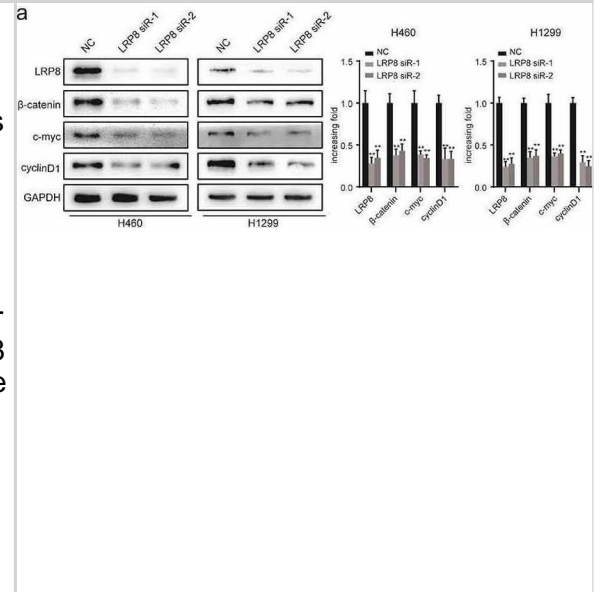 a
NC LRP8 siR-1 LRP8 siR-2 NC LRP8 siR-1 LRP8 siR-2
LRP8
β-catenin
c-myc
cyclinD1
GAPDH
H460 H1299
H460
NC
LRP8 siR-1
LRP8 siR-2
increasing fold
1.5
1.0
0.5
0.0
** ** ** ** ** ** ** **
LRP8 β-catenin c-myc cyclinD1
H1299
NC
LRP8 siR-1
LRP8 siR-2
increasing fold
1.5
1.0
0.5
0.0
** ** ** ** ** ** ** **
LRP8 β-catenin c-myc cyclinD1
s
3
e